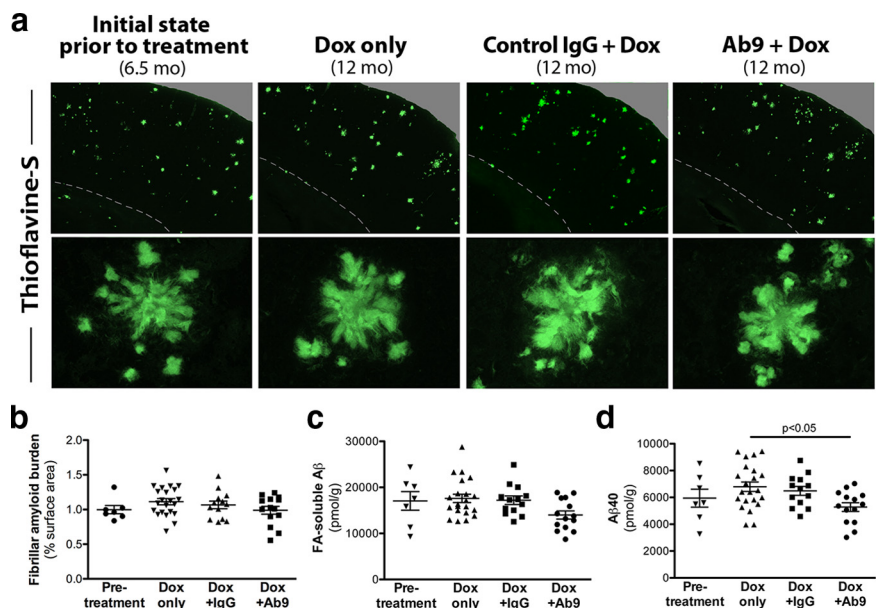 a
Initial state
prior to treatment
(6.5 mo)
Dox only
(12 mo)
Control IgG + Dox
(12 mo)
Ab9 + Dox
(12 mo)
Thioflavine-S
b
Fibrillar amyloid burden
(% surface area)
2.0
1.5
1.0
0.5
0.0
Pre-
treatment
Dox
only
Dox
+IgG
Dox
+Ab9
c
FA-soluble Aβ
(pmol/g)
30000
20000
10000
0
Pre-
treatment
Dox
only
Dox
+IgG
Dox
+Ab9
d
Aβ40
(pmol/g)
10000
8000
6000
4000
2000
0
p<0.05
Pre-
treatment
Dox
only
Dox
+IgG
Dox
+Ab9